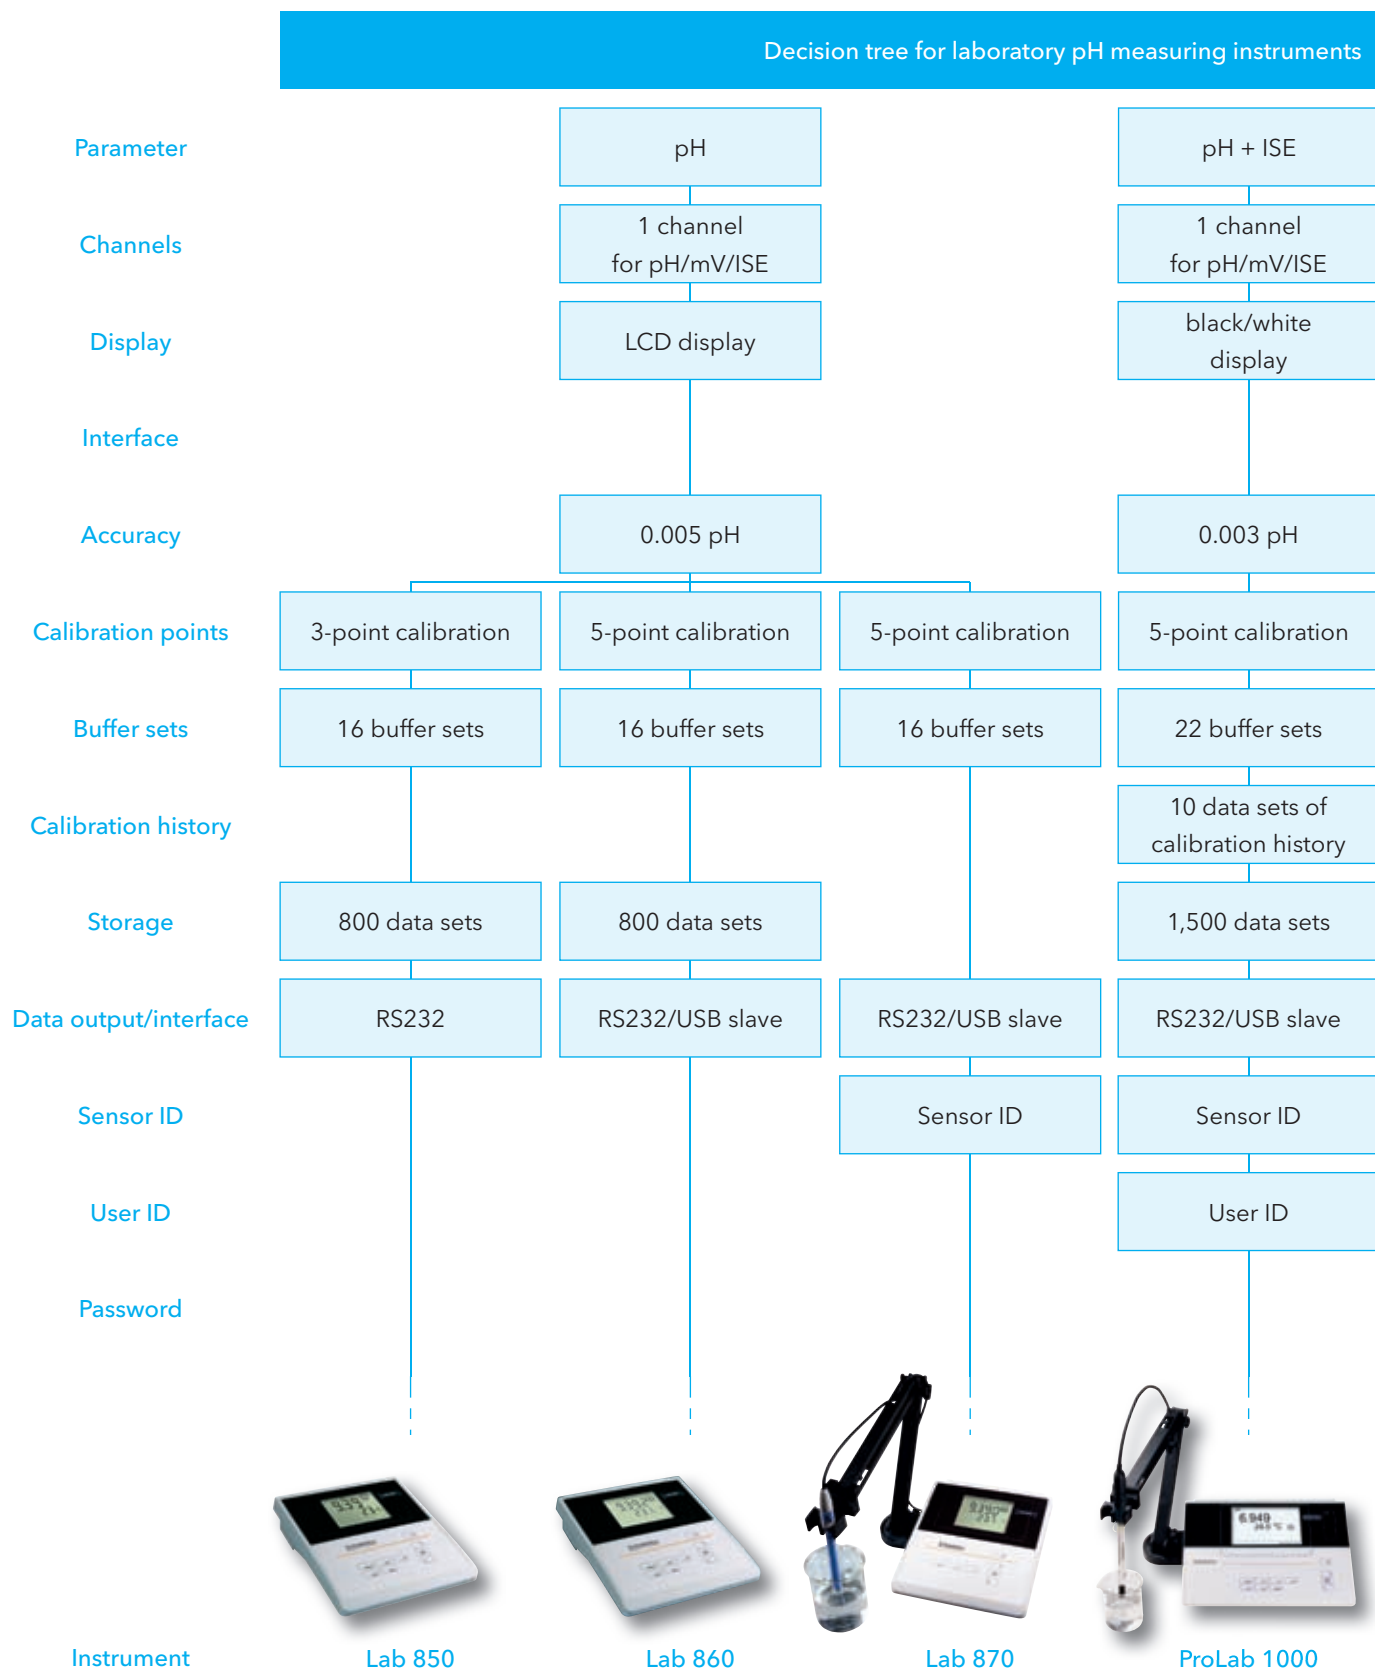 Decision tree for laboratory pH measuring instruments
Parameter
pH
pH + ISE
Channels
1 channel
for pH/mV/ISE
1 channel
for pH/mV/ISE
Display
LCD display
black/white
display
Interface
Accuracy
0.005 pH
0.003 pH
Calibration points
3-point calibration
5-point calibration
5-point calibration
5-point calibration
Buffer sets
16 buffer sets
16 buffer sets
16 buffer sets
22 buffer sets
Calibration history
10 data sets of
calibration history
Storage
800 data sets
800 data sets
1,500 data sets
Data output/interface
RS232
RS232/USB slave
RS232/USB slave
RS232/USB slave
Sensor ID
Sensor ID
Sensor ID
User ID
User ID
Password
6.949
Instrument
Lab 850
Lab 860
Lab 870
ProLab 1000